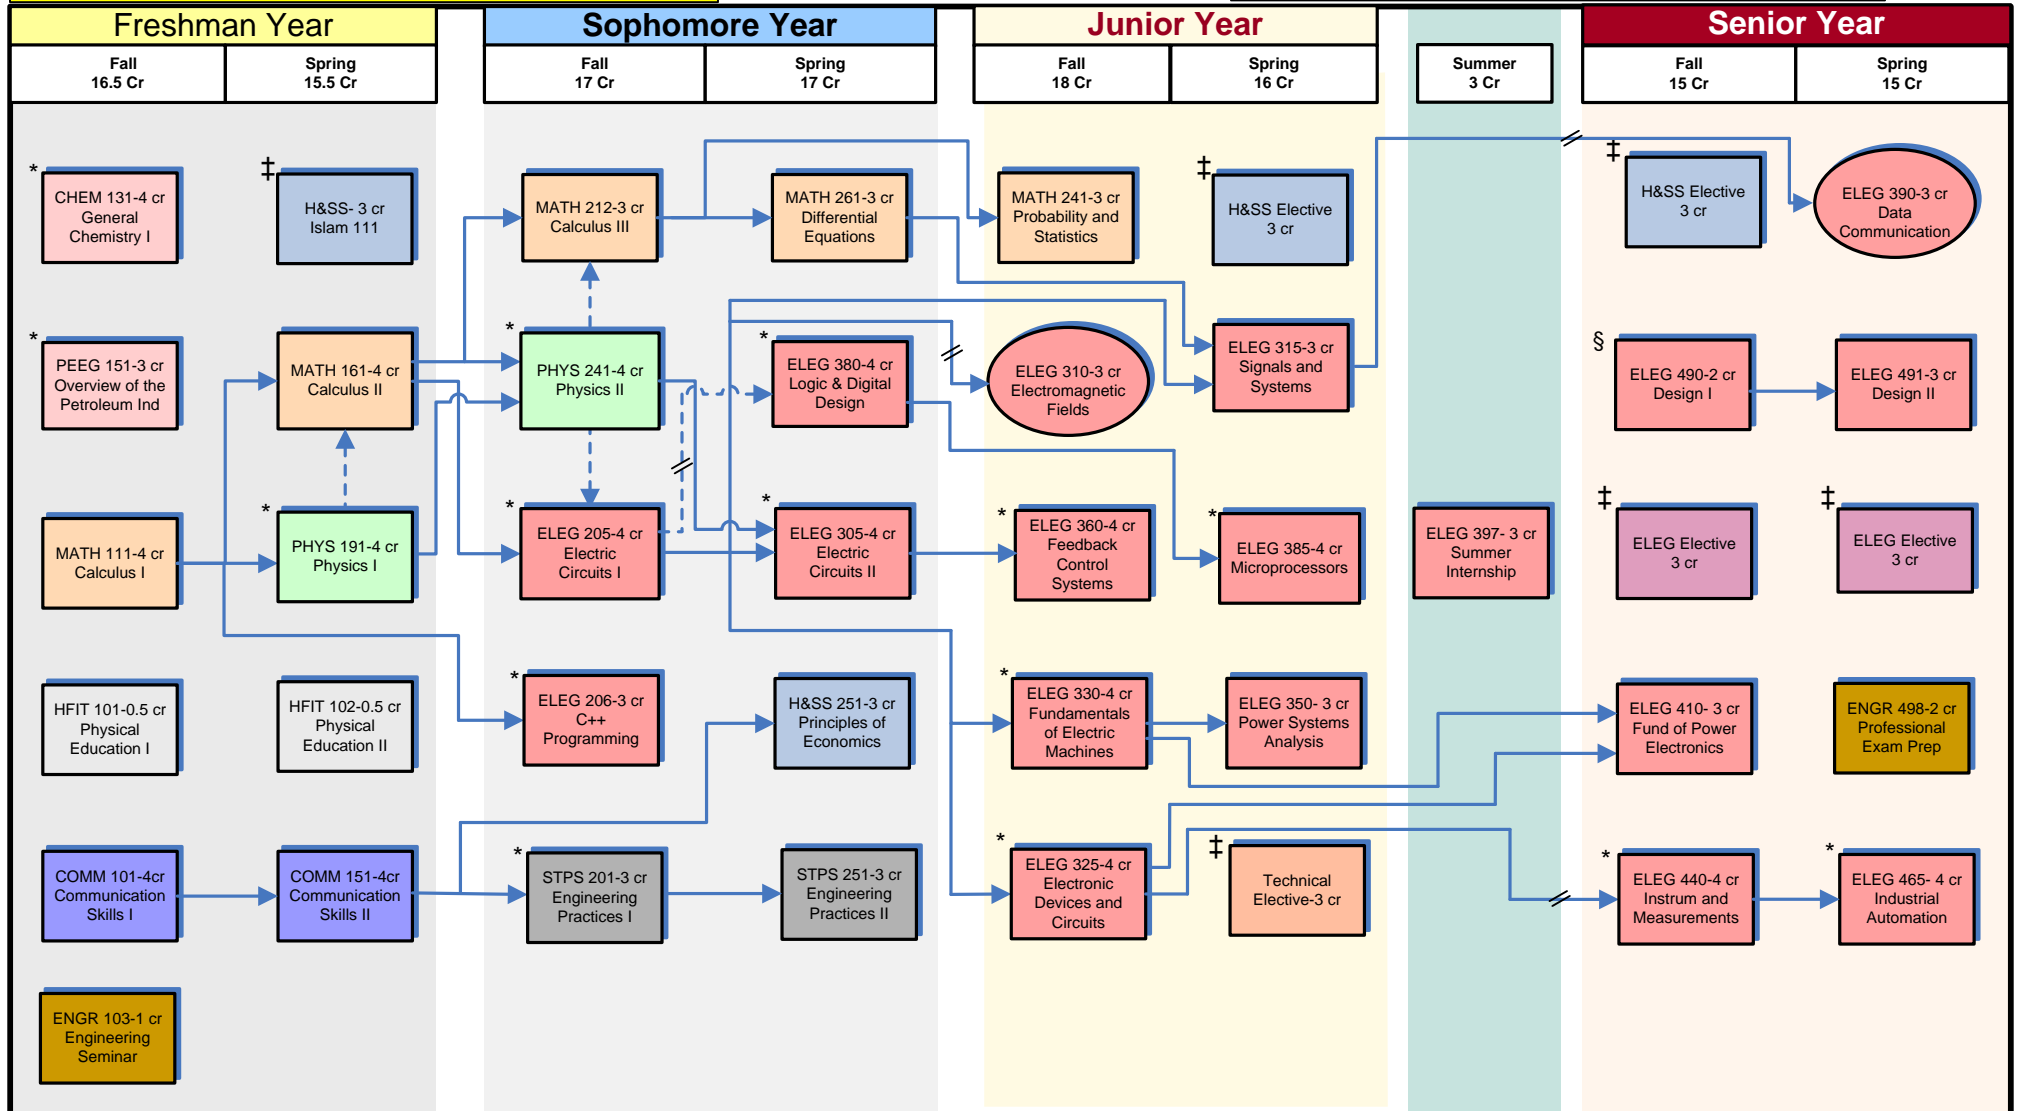 Freshman Year
Sophomore Year
Junior Year
Senior Year
Fall
16.5 Cr
Spring
15.5 Cr
Fall
17 Cr
Spring
17 Cr
Fall
18 Cr
Spring
16 Cr
Summer
3 Cr
Fall
15 Cr
Spring
15 Cr
*
CHEM 131-4 cr
General
Chemistry I
‡
H&SS- 3 cr
Islam 111
MATH 212-3 cr
Calculus III
MATH 261-3 cr
Differential
Equations
MATH 241-3 cr
Probability and
Statistics
‡
H&SS Elective
3 cr
‡
H&SS Elective
3 cr
ELEG 390-3 cr
Data
Communication
*
PEEG 151-3 cr
Overview of the
Petroleum Ind
MATH 161-4 cr
Calculus II
*
PHYS 241-4 cr
Physics II
*
ELEG 380-4 cr
Logic & Digital
Design
ELEG 310-3 cr
Electromagnetic
Fields
ELEG 315-3 cr
Signals and
Systems
§
ELEG 490-2 cr
Design I
ELEG 491-3 cr
Design II
MATH 111-4 cr
Calculus I
*
PHYS 191-4 cr
Physics I
*
ELEG 205-4 cr
Electric
Circuits I
*
ELEG 305-4 cr
Electric
Circuits II
*
ELEG 360-4 cr
Feedback
Control
Systems
*
ELEG 385-4 cr
Microprocessors
ELEG 397- 3 cr
Summer
Internship
‡
ELEG Elective
3 cr
‡
ELEG Elective
3 cr
HFIT 101-0.5 cr
Physical
Education I
HFIT 102-0.5 cr
Physical
Education II
*
ELEG 206-3 cr
C++
Programming
H&SS 251-3 cr
Principles of
Economics
*
ELEG 330-4 cr
Fundamentals
of Electric
Machines
ELEG 350- 3 cr
Power Systems
Analysis
ELEG 410- 3 cr
Fund of Power
Electronics
ENGR 498-2 cr
Professional
Exam Prep
COMM 101-4cr
Communication
Skills I
COMM 151-4cr
Communication
Skills II
*
STPS 201-3 cr
Engineering
Practices I
STPS 251-3 cr
Engineering
Practices II
*
ELEG 325-4 cr
Electronic
Devices and
Circuits
‡
Technical
Elective-3 cr
*
ELEG 440-4 cr
Instrum and
Measurements
*
ELEG 465- 4 cr
Industrial
Automation
ENGR 103-1 cr
Engineering
Seminar